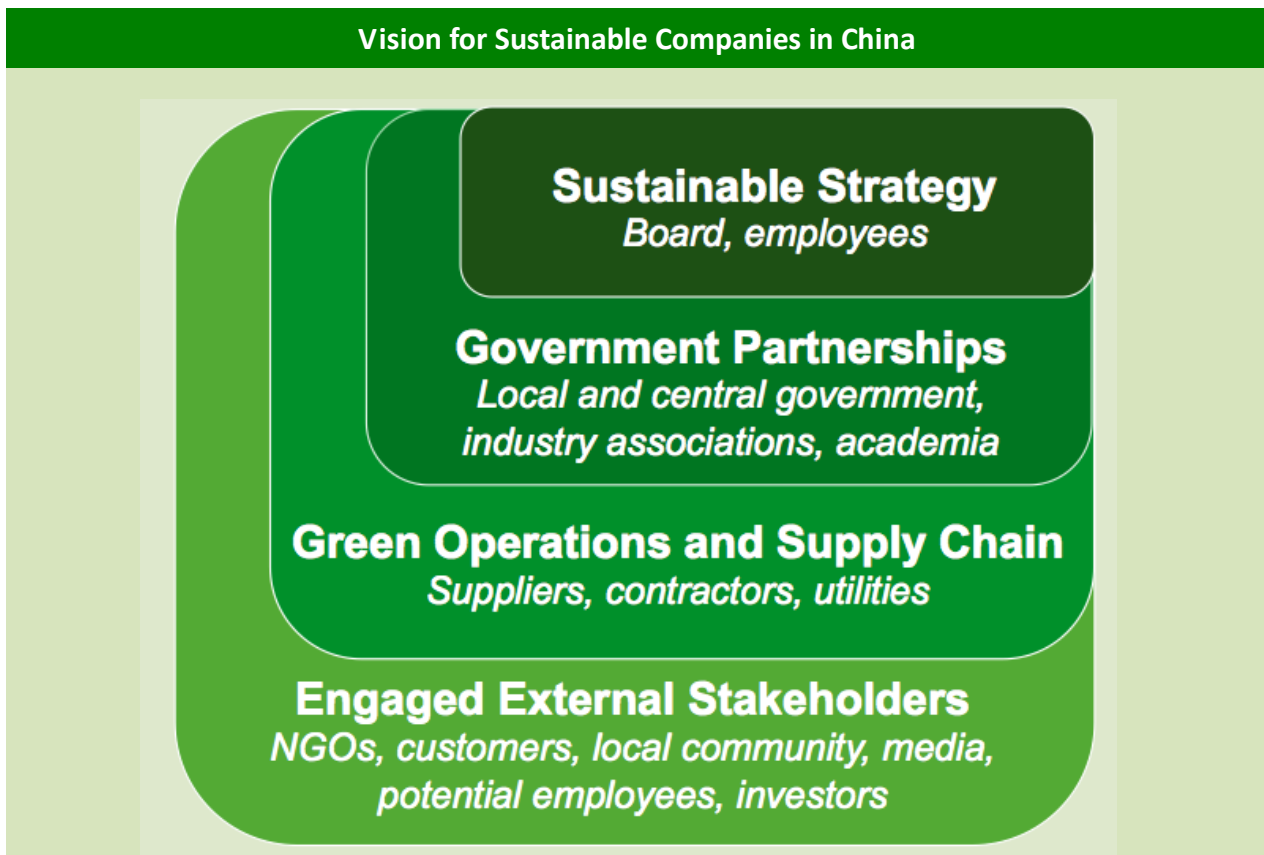 Vision for Sustainable Companies in China
Sustainable Strategy
Board, employees
Government Partnerships
Local and central government,
industry associations, academia
Green Operations and Supply Chain
Suppliers, contractors, utilities
Engaged External Stakeholders
NGOs, customers, local community, media,
potential employees, investors